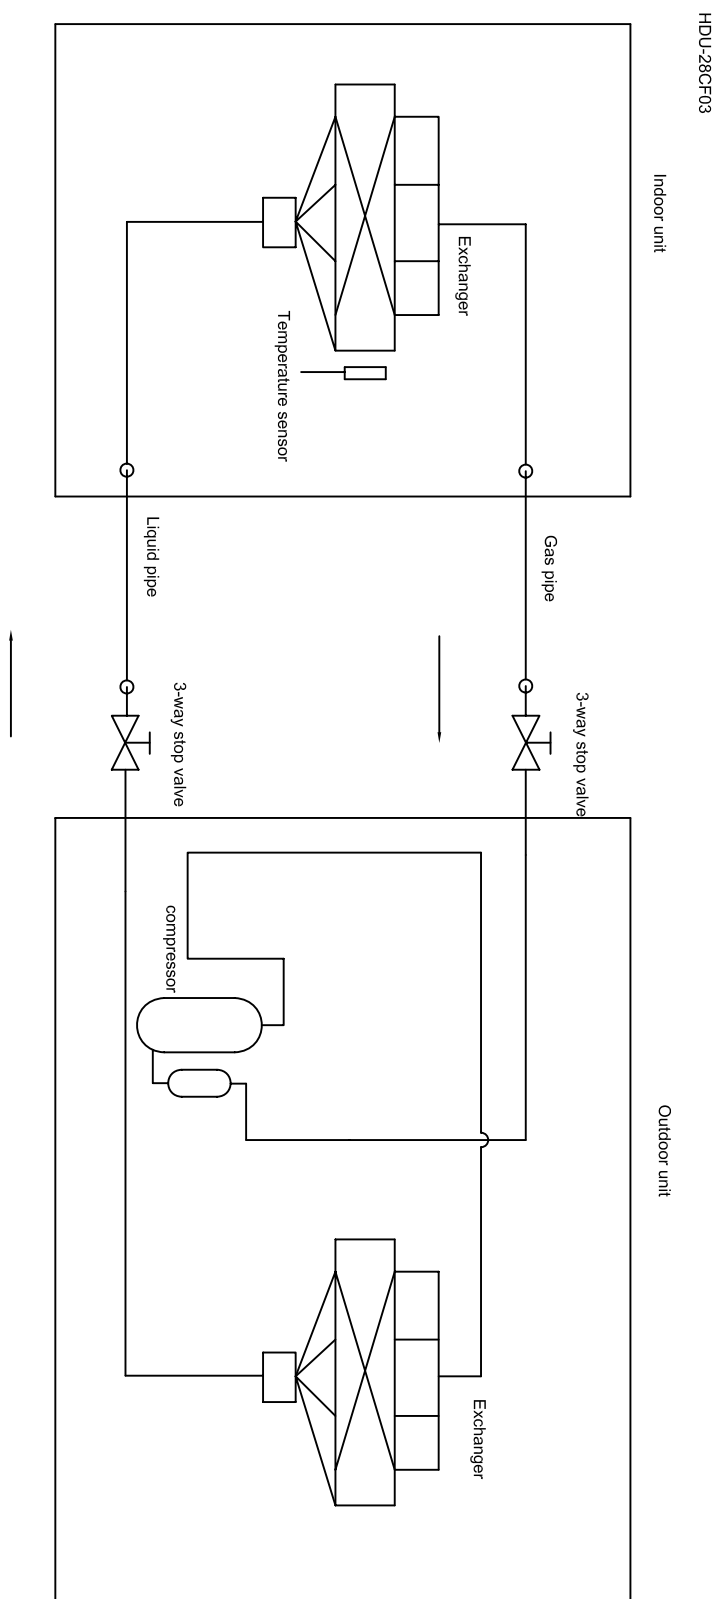 HDU-28CF03
Indoor unit
Exchanger
Temperature sensor
Gas pipe
Liquid pipe
3-way stop valve
3-way stop valve
Outdoor unit
compressor
Exchanger